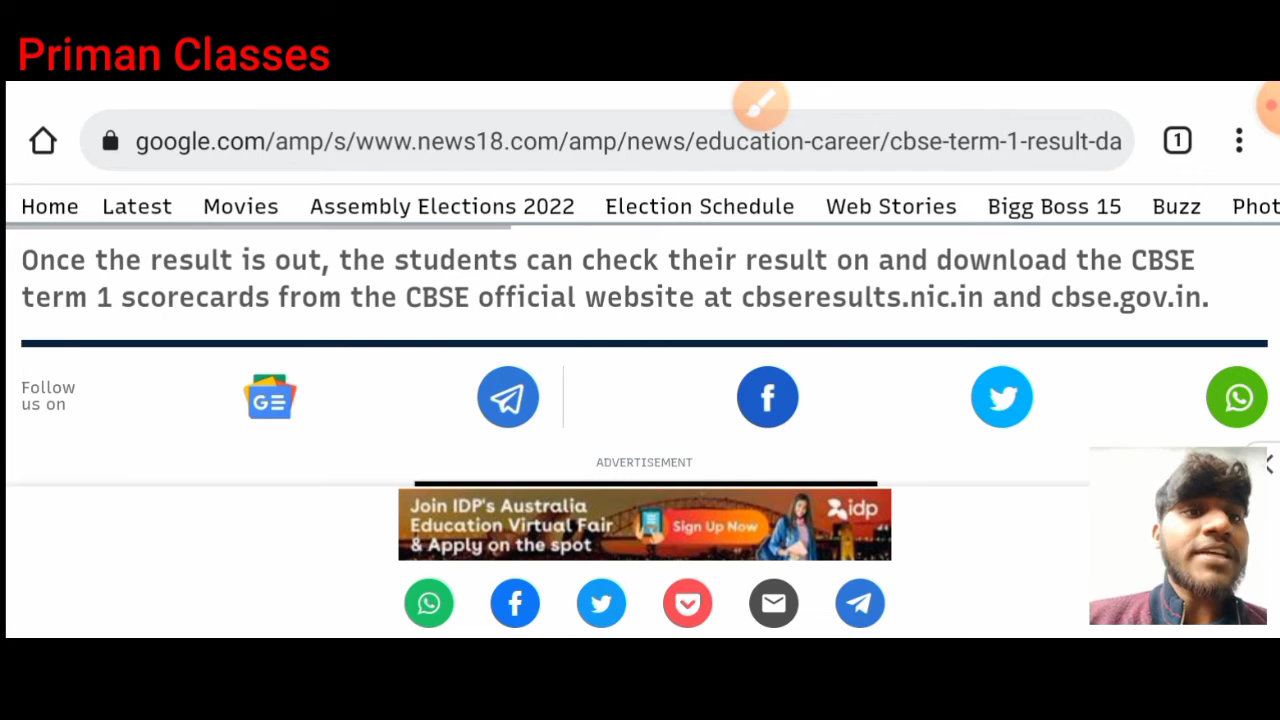 Priman Classes
google.com/amp/s/www.news18.com/amp/news/education-career/cbse-term-1-result-da
1
Home Latest Movies Assembly Elections 2022 Election Schedule Web Stories Bigg Boss 15 Buzz Phot
Once the result is out, the students can check their result on and download the CBSE
term 1 scorecards from the CBSE official website at cbseresults.nic.in and cbse.gov.in.
Follow
us on
GE
ADVERTISEMENT
Join IDP's Australia
Education Virtual Fair
& Apply on the spot
Sign Up Now
idp